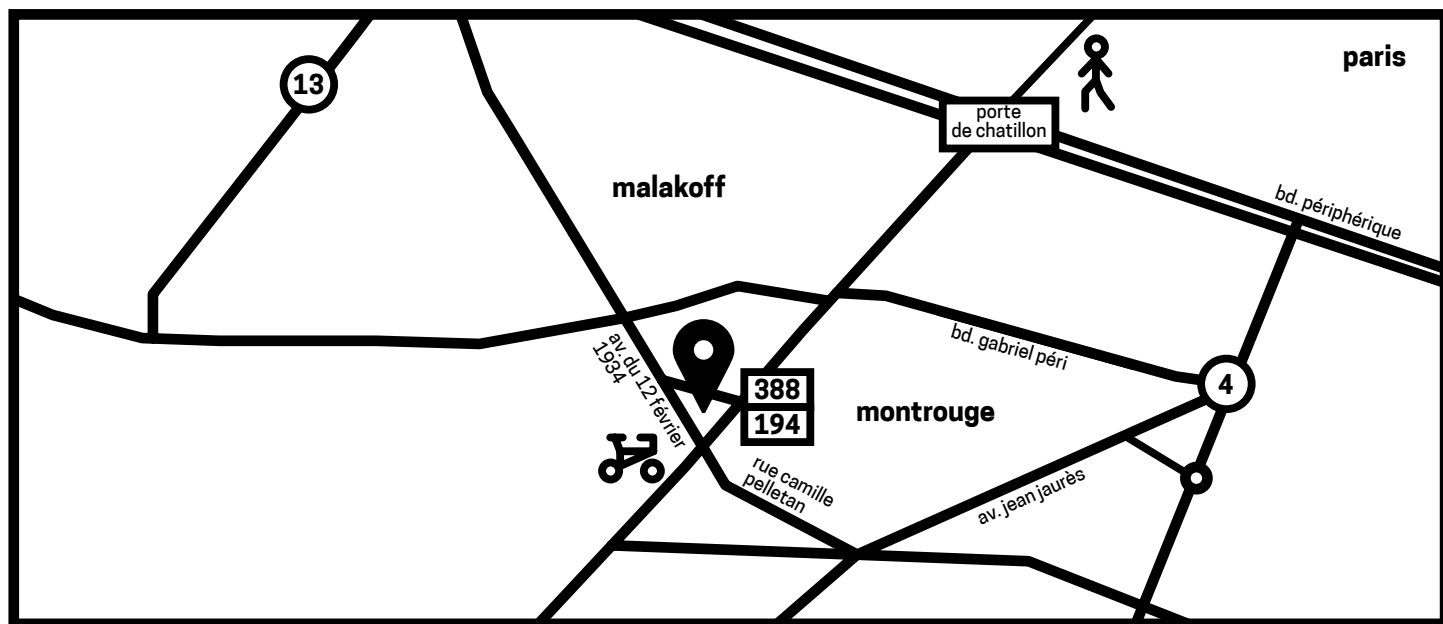 paris
13
porte
de chatillon
malakoff
bd. périphérique
bd. gabriel péri
av. du 12 février
1934
388
194
4
montrouge
rue camille
pelletan
av. jean jaurès